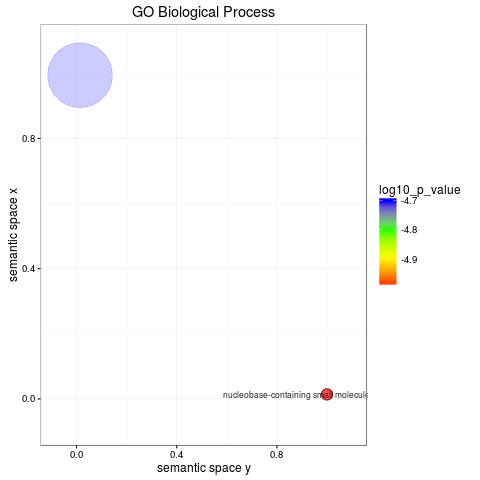 GO Biological Process
semantic space x
0.8
0.4
0.0
nucleobase-containing small molecule
0.0 0.4 0.8
semantic space y
log10_p_value
-4.7
-4.8
-4.9